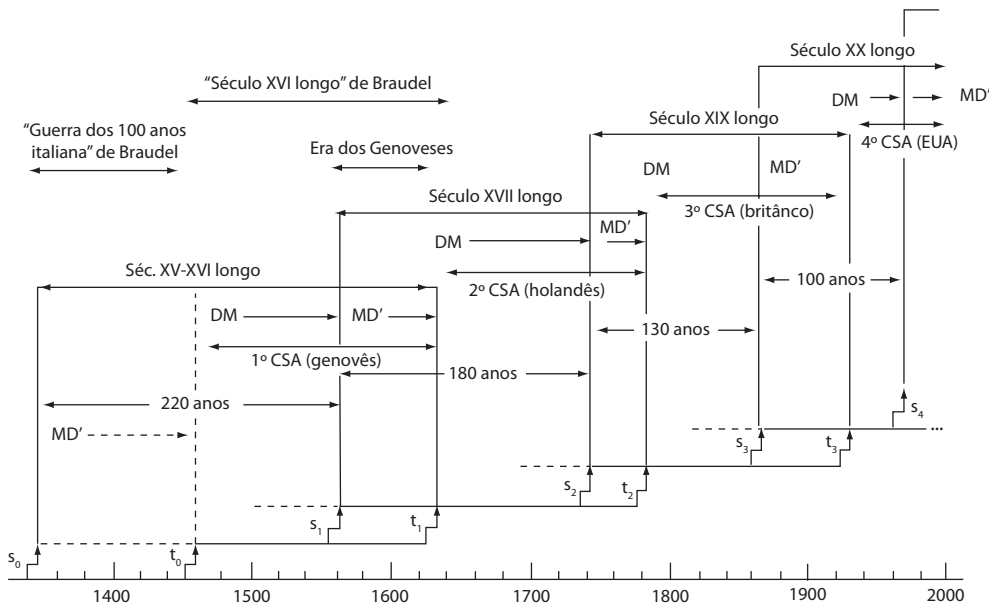 Século XX longo
"Século XVI longo" de Braudel
DM
MD'
"Guerra dos 100 anos
italiana" de Braudel
Século XIX longo
4º CSA (EUA)
Era dos Genoveses
DM
MD'
Século XVII longo
3º CSA (britânco)
DM
MD'
Séc. XV-XVI longo
2º CSA (holandês)
100 anos
DM
MD'
130 anos
1º CSA (genovês)
180 anos
220 anos
MD'
s4
...
s3
t3
s2
t2
s1
t1
s0
t0
1400
1500
1600
1700
1800
1900
2000